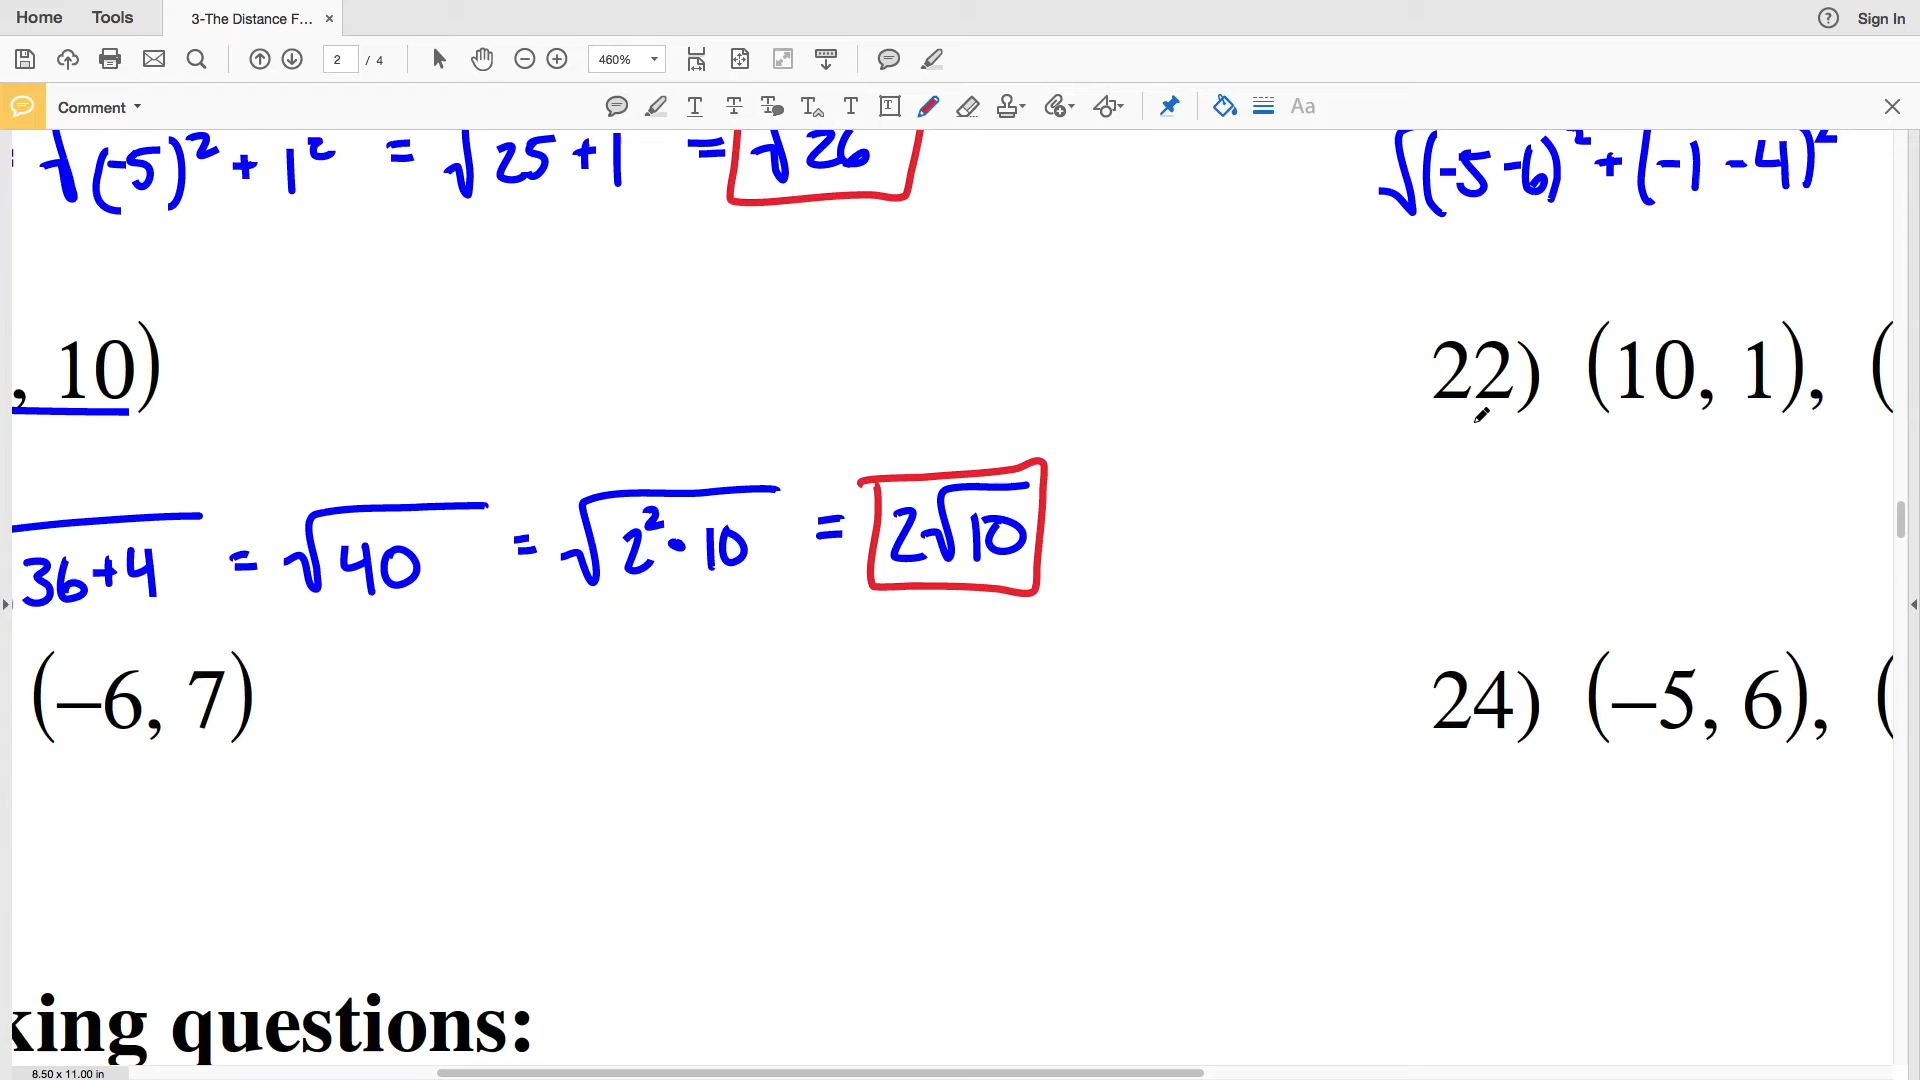 Home Tools 3-The Distance F... × Sign In
2 / 4 460%
Comment Aa
= √(-5)² + 1² = √25+1 = √26 √(-5-6)²+(-1-4)²
, 10) 22) (10, 1), (
36+4 = √40 = √2²·10 = 2√10
(–6, 7) 24) (–5, 6), (
king questions:
8.50 x 11.00 in